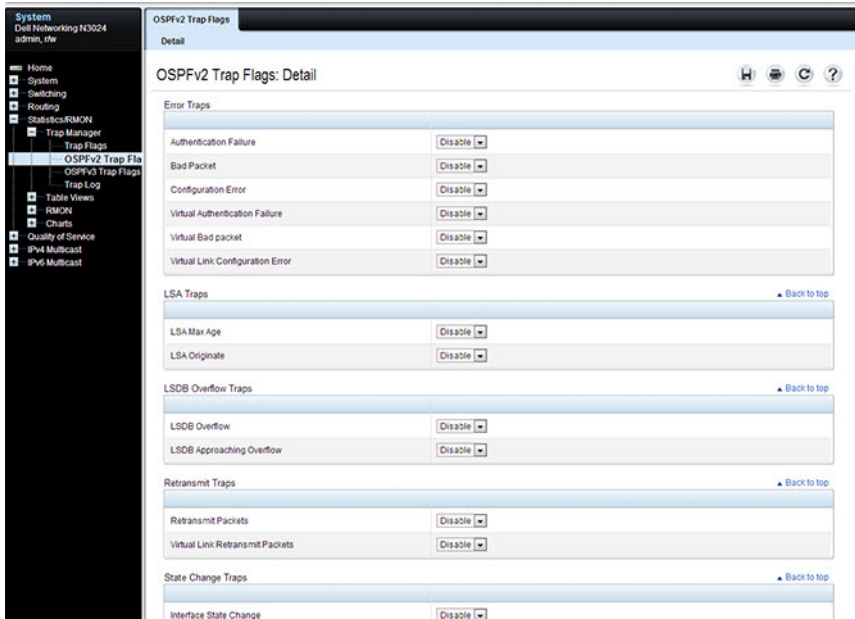 System
Dell Networking N3024
admin, r/w
Home
System
Switching
Routing
Statistics/RMON
Trap Manager
Trap Flags
OSPFv2 Trap Fla
OSPFv3 Trap Flags
Trap Log
Table Views
RMON
Charts
Quality of Service
IPv4 Multicast
IPv6 Multicast
OSPFv2 Trap Flags
Detail
OSPFv2 Trap Flags: Detail
Error Traps
Authentication Failure Disable
Bad Packet Disable
Configuration Error Disable
Virtual Authentication Failure Disable
Virtual Bad packet Disable
Virtual Link Configuration Error Disable
LSA Traps Back to top
LSA Max Age Disable
LSA Originate Disable
LSDB Overflow Traps Back to top
LSDB Overflow Disable
LSDB Approaching Overflow Disable
Retransmit Traps Back to top
Retransmit Packets Disable
Virtual Link Retransmit Packets Disable
State Change Traps Back to top
Interface State Change Disable